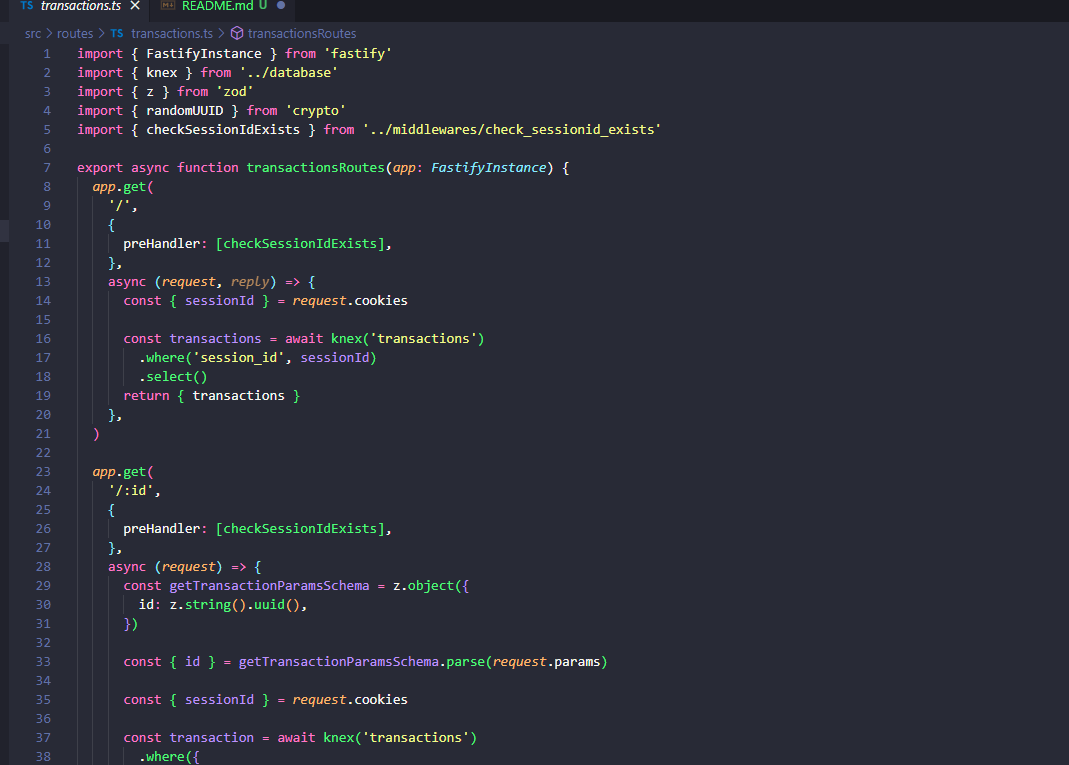 TS transactions.ts × M↓ README.md U ●
src > routes > TS transactions.ts > transactionsRoutes
1 import { FastifyInstance } from 'fastify'
2 import { knex } from '../database'
3 import { z } from 'zod'
4 import { randomUUID } from 'crypto'
5 import { checkSessionIdExists } from '../middlewares/check_sessionid_exists'
6
7 export async function transactionsRoutes(app: FastifyInstance) {
8   app.get(
9     '/',
10     {
11       preHandler: [checkSessionIdExists],
12     },
13     async (request, reply) => {
14       const { sessionId } = request.cookies
15
16       const transactions = await knex('transactions')
17         .where('session_id', sessionId)
18         .select()
19       return { transactions }
20     },
21   )
22
23   app.get(
24     '/:id',
25     {
26       preHandler: [checkSessionIdExists],
27     },
28     async (request) => {
29       const getTransactionParamsSchema = z.object({
30         id: z.string().uuid(),
31       })
32
33       const { id } = getTransactionParamsSchema.parse(request.params)
34
35       const { sessionId } = request.cookies
36
37       const transaction = await knex('transactions')
38         .where({